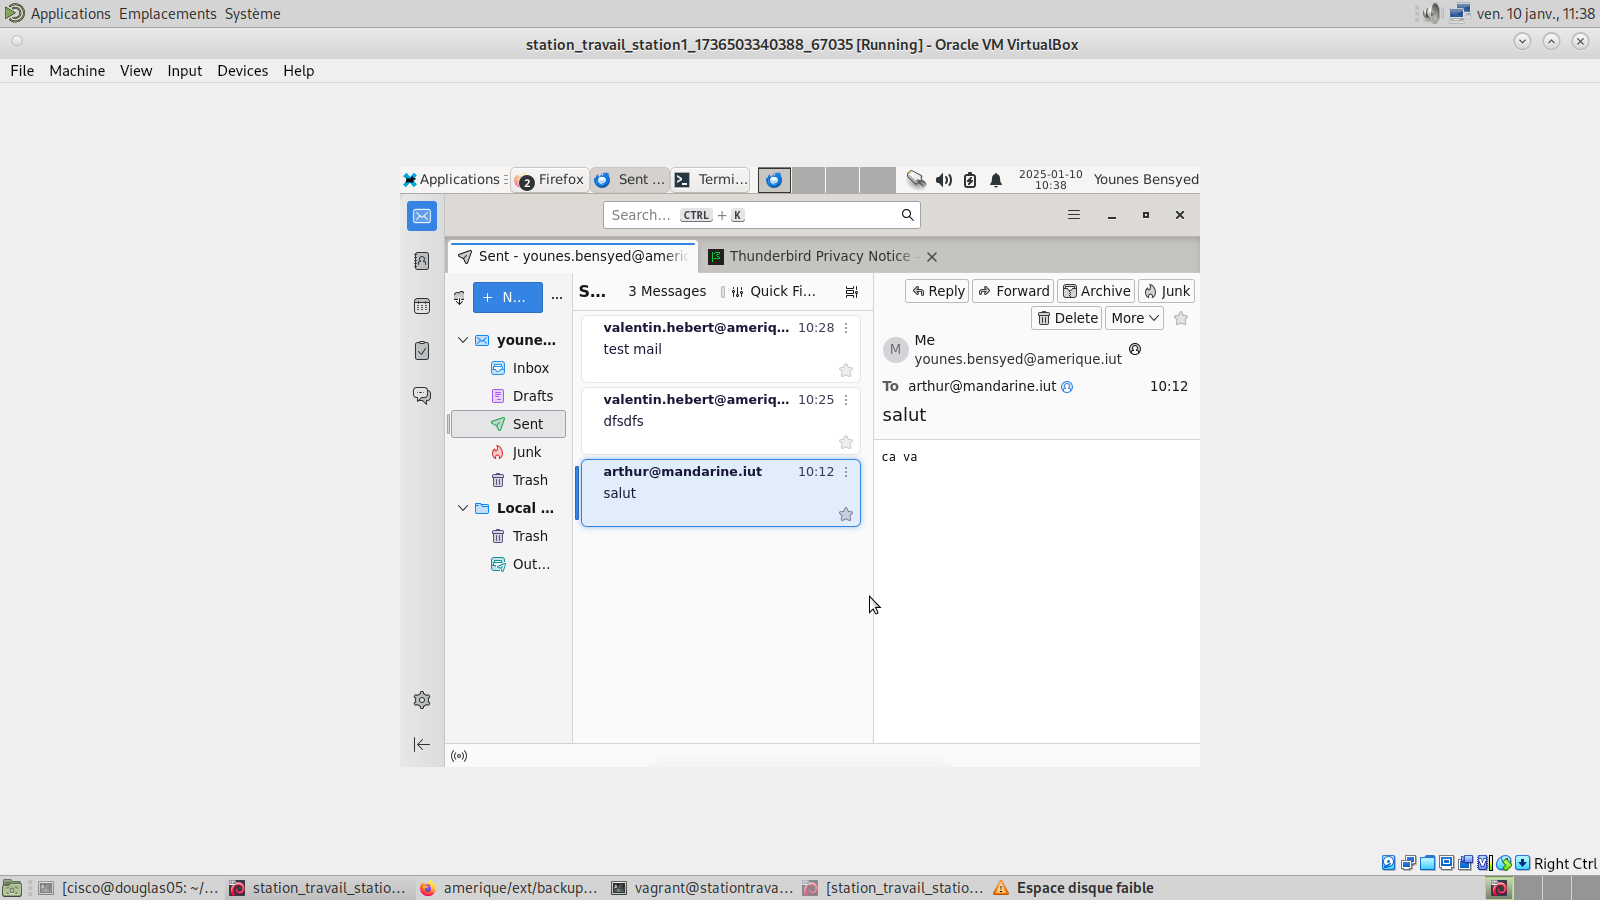 Applications Emplacements Système ven. 10 janv., 11:38
station_travail_station1_1736503340388_67035 [Running] - Oracle VM VirtualBox
File Machine View Input Devices Help
Applications 2 Firefox Sent ... Termi... 2025-01-10 10:38 Younes Bensyed
Search... CTRL + K
Sent - younes.bensyed@ameri Thunderbird Privacy Notice -
+ N... ... S... 3 Messages Quick Fi... Reply Forward Archive Junk
Delete More
youne...
Inbox
Drafts
Sent
Junk
Trash
Local ...
Trash
Out...
valentin.hebert@ameriq... 10:28
test mail
valentin.hebert@ameriq... 10:25
dfsdfs
arthur@mandarine.iut 10:12
salut
M Me
younes.bensyed@amerique.iut
To arthur@mandarine.iut 10:12
salut
ca va
Right Ctrl
[cisco@douglas05: ~/... station_travail_statio... amerique/ext/backup... vagrant@stationtrava... [station_travail_statio... Espace disque faible